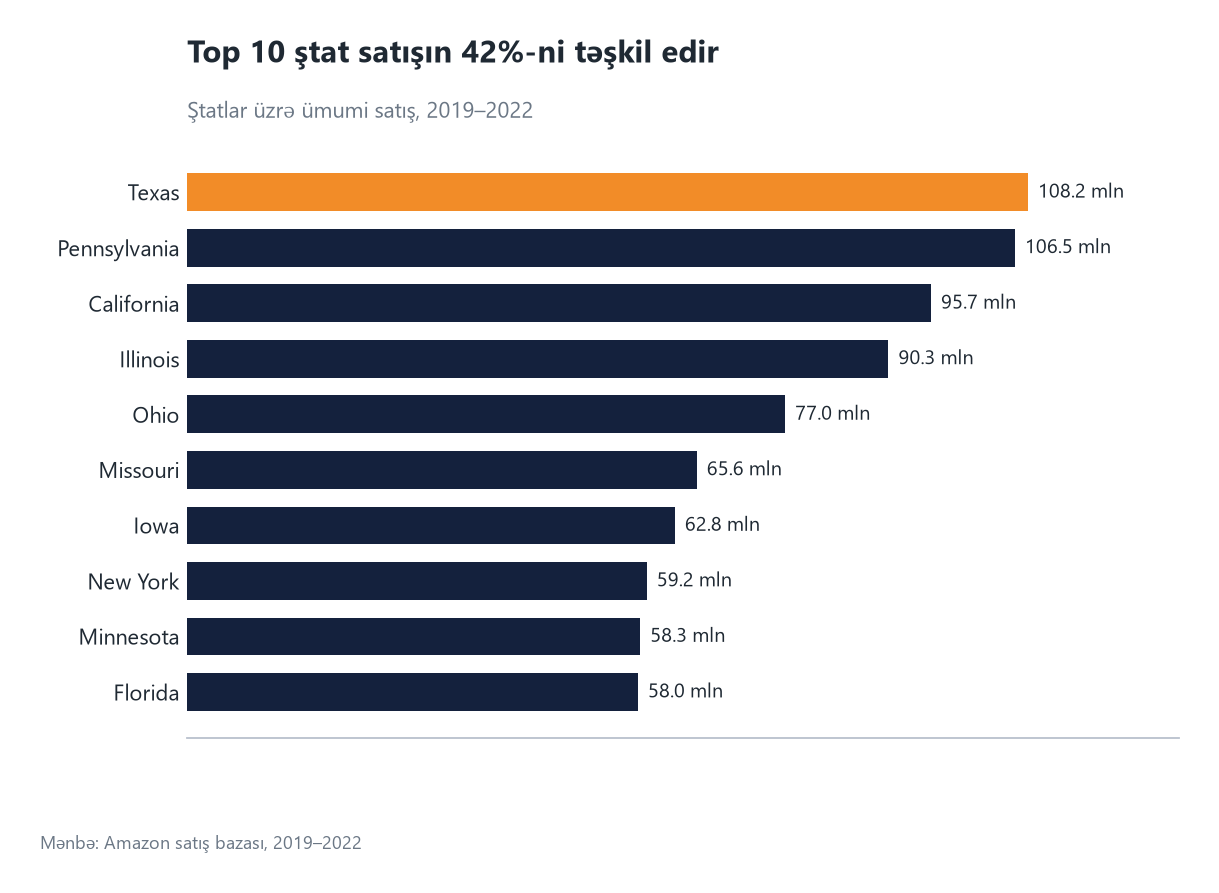 Top 10 ştat satışın 42%-ni təşkil edir
Ştatlar üzrə ümumi satış, 2019–2022
Texas 108.2 mln
Pennsylvania 106.5 mln
California 95.7 mln
Illinois 90.3 mln
Ohio 77.0 mln
Missouri 65.6 mln
Iowa 62.8 mln
New York 59.2 mln
Minnesota 58.3 mln
Florida 58.0 mln
Mənbə: Amazon satış bazası, 2019–2022